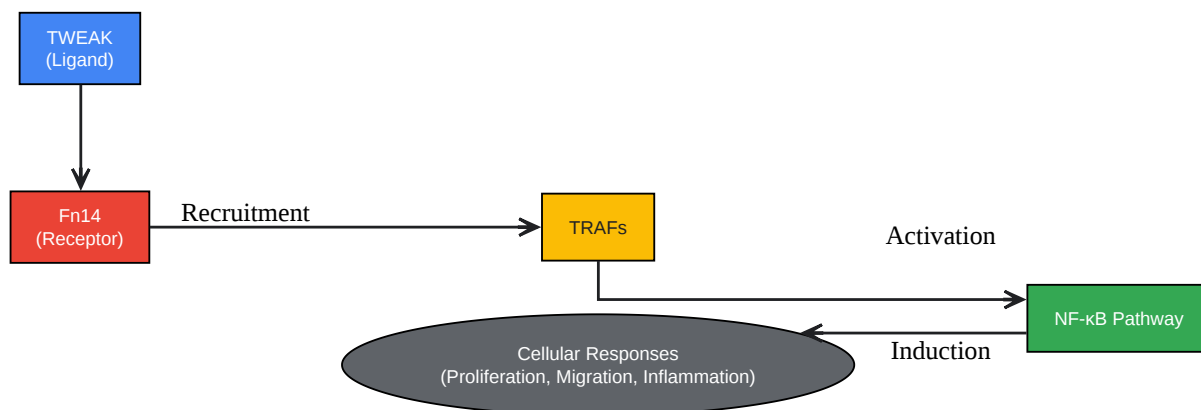 TWEAK
(Ligand)
Fn14
(Receptor)
Recruitment
TRAFs
Activation
NF-κB Pathway
Induction
Cellular Responses
(Proliferation, Migration, Inflammation)